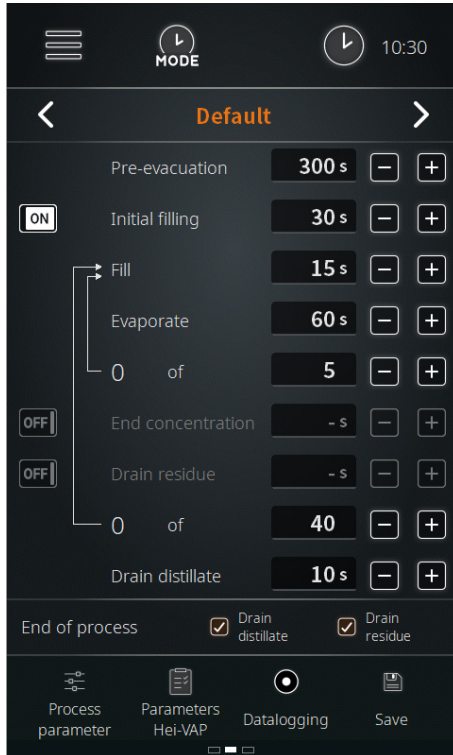 MODE
10:30
Default
Pre-evacuation 300 s
ON Initial filling 30 s
Fill 15 s
Evaporate 60 s
0 of 5
OFF End concentration - s
OFF Drain residue - s
0 of 40
Drain distillate 10 s
End of process
Drain
distillate
Drain
residue
Process
parameter
Parameters
Hei-VAP
Datalogging
Save